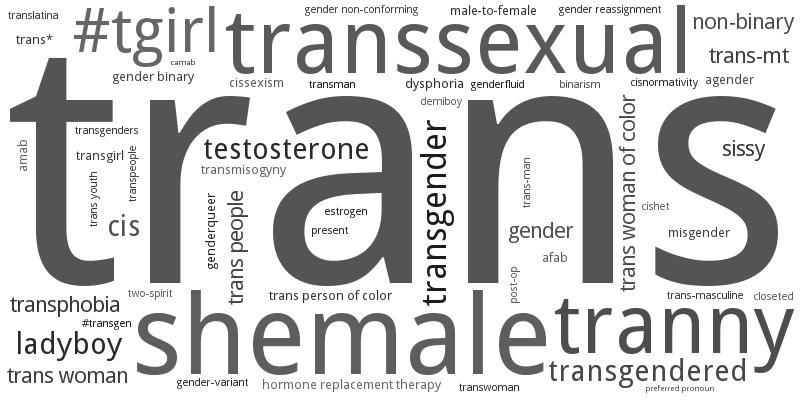 translatina
#tgirl
transsexual
gender non-conforming
male-to-female
gender reassignment
non-binary
trans*
camab
gender binary
cissexism
transman
dysphoria
genderfluid
binarism
cisnormativity
trans-mt
agender
demiboy
trans
amab
transgenders
transgirl
trans youth
transpeople
testosterone
transmisogyny
transgender
trans-man
trans woman of color
sissy
cis
genderqueer
trans people
estrogen
present
gender
afab
post-op
cishet
misgender
two-spirit
trans person of color
trans-masculine
closeted
transphobia
#transgen
shemale
tranny
ladyboy
trans woman
transgendered
gender-variant
hormone replacement therapy
transwoman
preferred pronoun